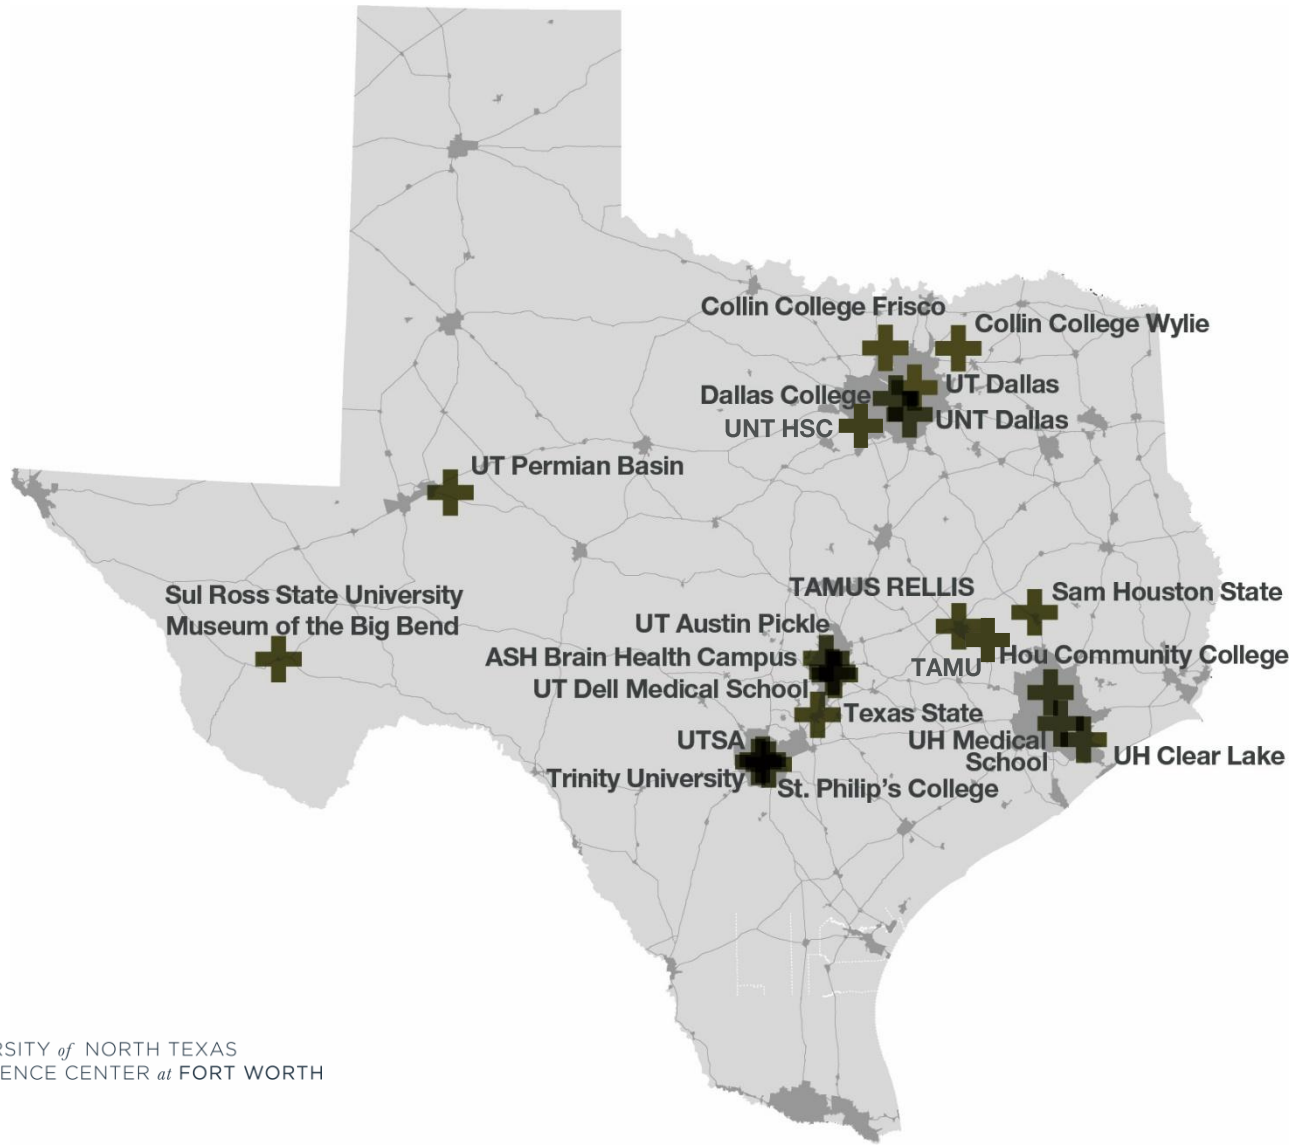 Collin College Frisco
Collin College Wylie
UT Dallas
Dallas College
UNT Dallas
UNT HSC
UT Permian Basin
TAMUS RELLIS
Sam Houston State
Sul Ross State University
Museum of the Big Bend
UT Austin Pickle
ASH Brain Health Campus
Hou Community College
TAMU
UT Dell Medical School
Texas State
UTSA
UH Medical
School
UH Clear Lake
Trinity University
St. Philip's College
RSITY of NORTH TEXAS
ENCE CENTER at FORT WORTH